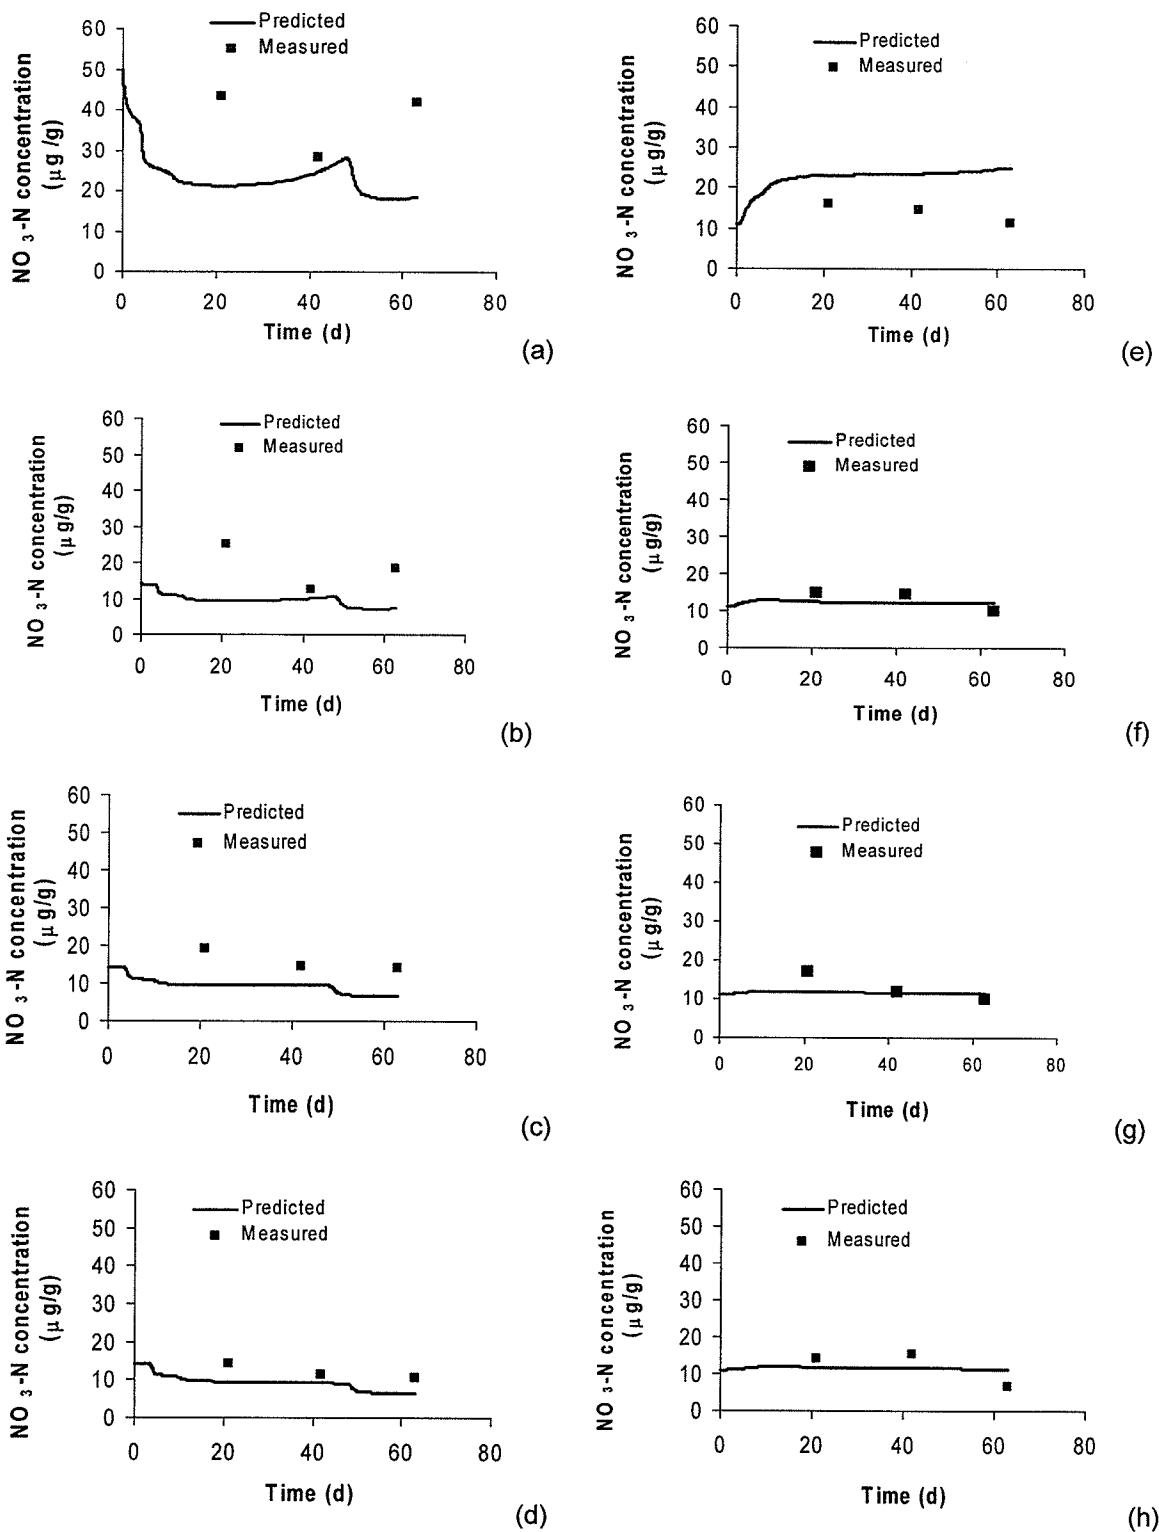 Predicted
Measured
NO 3-N concentration
(μg/g)
60
50
40
30
20
10
0
0 20 40 60 80
Time (d)
(a)
Predicted
Measured
NO 3-N concentration
(μg/g)
60
50
40
30
20
10
0
0 20 40 60 80
Time (d)
(e)
Predicted
Measured
NO 3-N concentration
(μg/g)
60
50
40
30
20
10
0
0 20 40 60 80
Time (d)
(b)
Predicted
Measured
NO 3-N concentration
(μg/g)
60
50
40
30
20
10
0
0 20 40 60 80
Time (d)
(f)
Predicted
Measured
NO 3-N concentration
(μg/g)
60
50
40
30
20
10
0
0 20 40 60 80
Time (d)
(c)
Predicted
Measured
NO 3-N concentration
(μg/g)
60
50
40
30
20
10
0
0 20 40 60 80
Time (d)
(g)
Predicted
Measured
NO 3-N concentration
(μg/g)
60
50
40
30
20
10
0
0 20 40 60 80
Time (d)
(d)
Predicted
Measured
NO 3-N concentration
(μg/g)
60
50
40
30
20
10
0
0 20 40 60 80
Time (d)
(h)